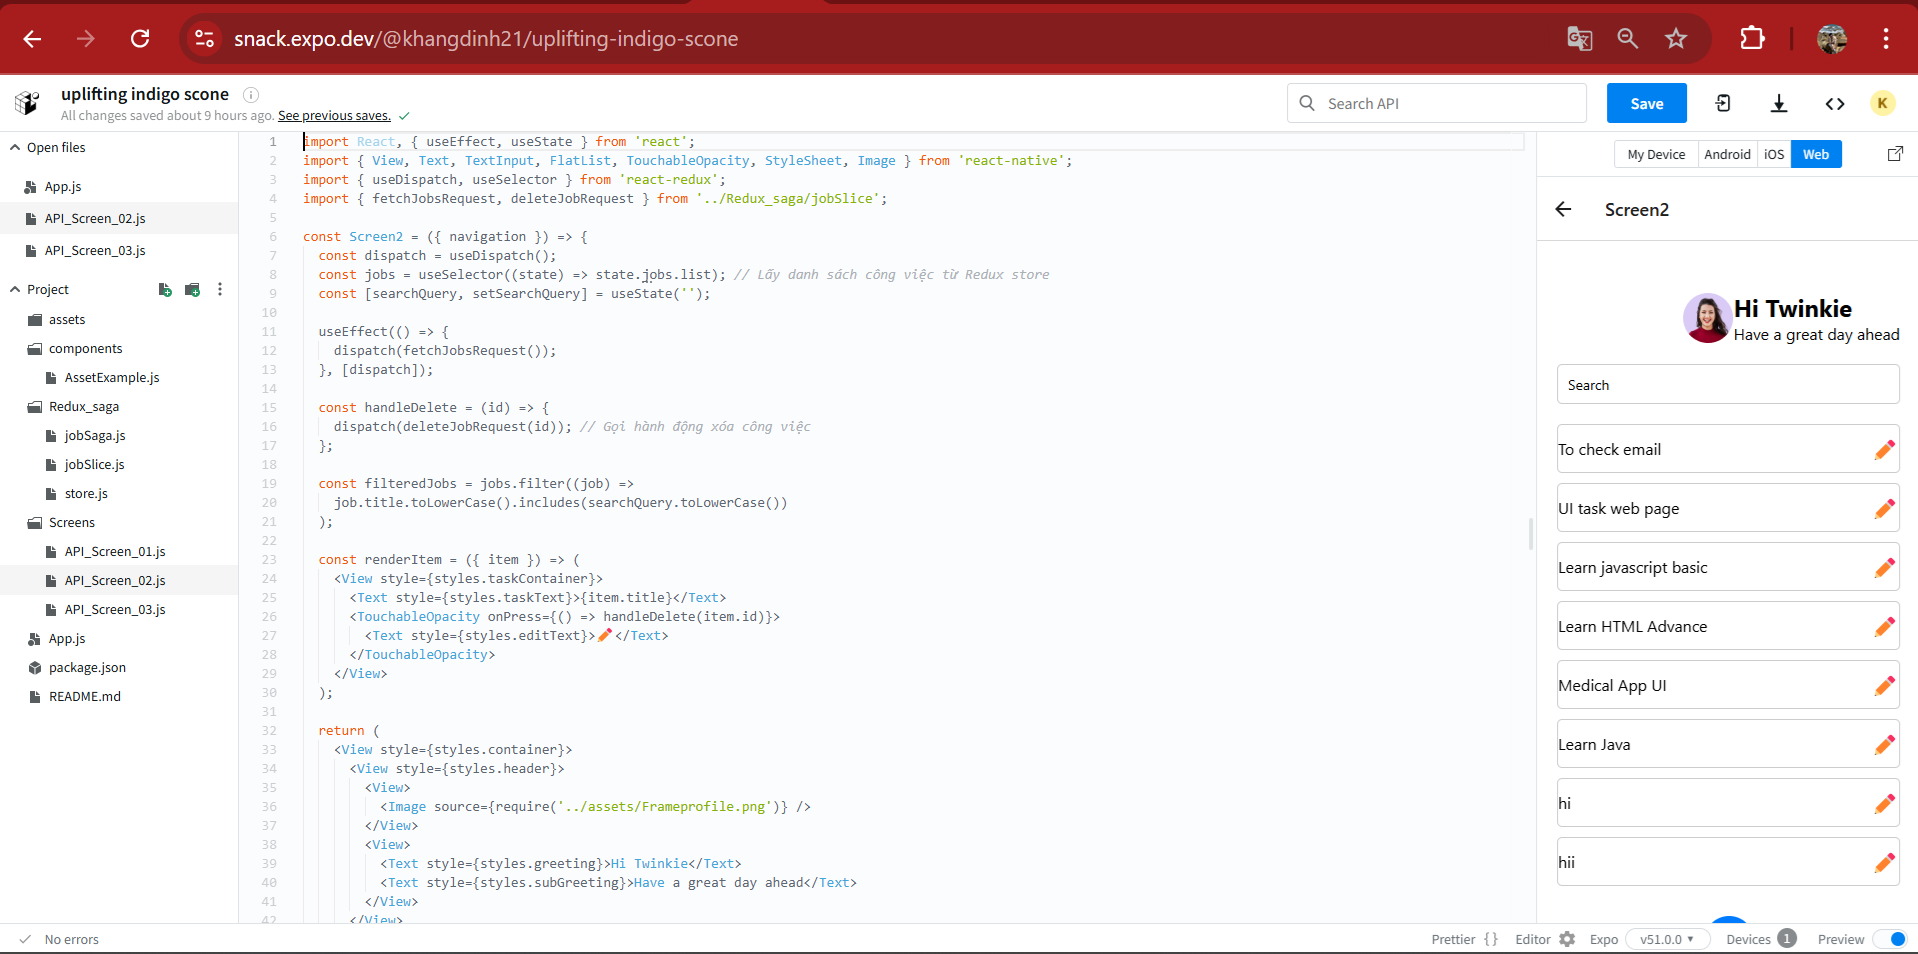 snack.expo.dev/@khangdinh21/uplifting-indigo-scone
uplifting indigo scone
All changes saved about 9 hours ago. See previous saves.
Search API
Save
K
Open files
App.js
API_Screen_02.js
API_Screen_03.js
Project
assets
components
AssetExample.js
Redux_saga
jobSaga.js
jobSlice.js
store.js
Screens
API_Screen_01.js
API_Screen_02.js
API_Screen_03.js
App.js
package.json
README.md
1 import React, { useEffect, useState } from 'react';
2 import { View, Text, TextInput, FlatList, TouchableOpacity, StyleSheet, Image } from 'react-native';
3 import { useDispatch, useSelector } from 'react-redux';
4 import { fetchJobsRequest, deleteJobRequest } from '../Redux_saga/jobSlice';
5
6 const Screen2 = ({ navigation }) => {
7 const dispatch = useDispatch();
8 const jobs = useSelector((state) => state.jobs.list); // Lấy danh sách công việc từ Redux store
9 const [searchQuery, setSearchQuery] = useState('');
10
11 useEffect(() => {
12 dispatch(fetchJobsRequest());
13 }, [dispatch]);
14
15 const handleDelete = (id) => {
16 dispatch(deleteJobRequest(id)); // Gọi hành động xóa công việc
17 };
18
19 const filteredJobs = jobs.filter((job) =>
20 job.title.toLowerCase().includes(searchQuery.toLowerCase())
21 );
22
23 const renderItem = ({ item }) => (
24 <View style={styles.taskContainer}>
25 <Text style={styles.taskText}>{item.title}</Text>
26 <TouchableOpacity onPress={() => handleDelete(item.id)}>
27 <Text style={styles.editText}>✏️</Text>
28 </TouchableOpacity>
29 </View>
30 );
31
32 return (
33 <View style={styles.container}>
34 <View style={styles.header}>
35 <View>
36 <Image source={require('../assets/Frameprofile.png')} />
37 </View>
38 <View>
39 <Text style={styles.greeting}>Hi Twinkie</Text>
40 <Text style={styles.subGreeting}>Have a great day ahead</Text>
41 </View>
42 </View>
My Device Android iOS Web
Screen2
Hi Twinkie
Have a great day ahead
Search
To check email
UI task web page
Learn javascript basic
Learn HTML Advance
Medical App UI
Learn Java
hi
hii
No errors
Prettier {} Editor Expo v51.0.0 Devices 1 Preview